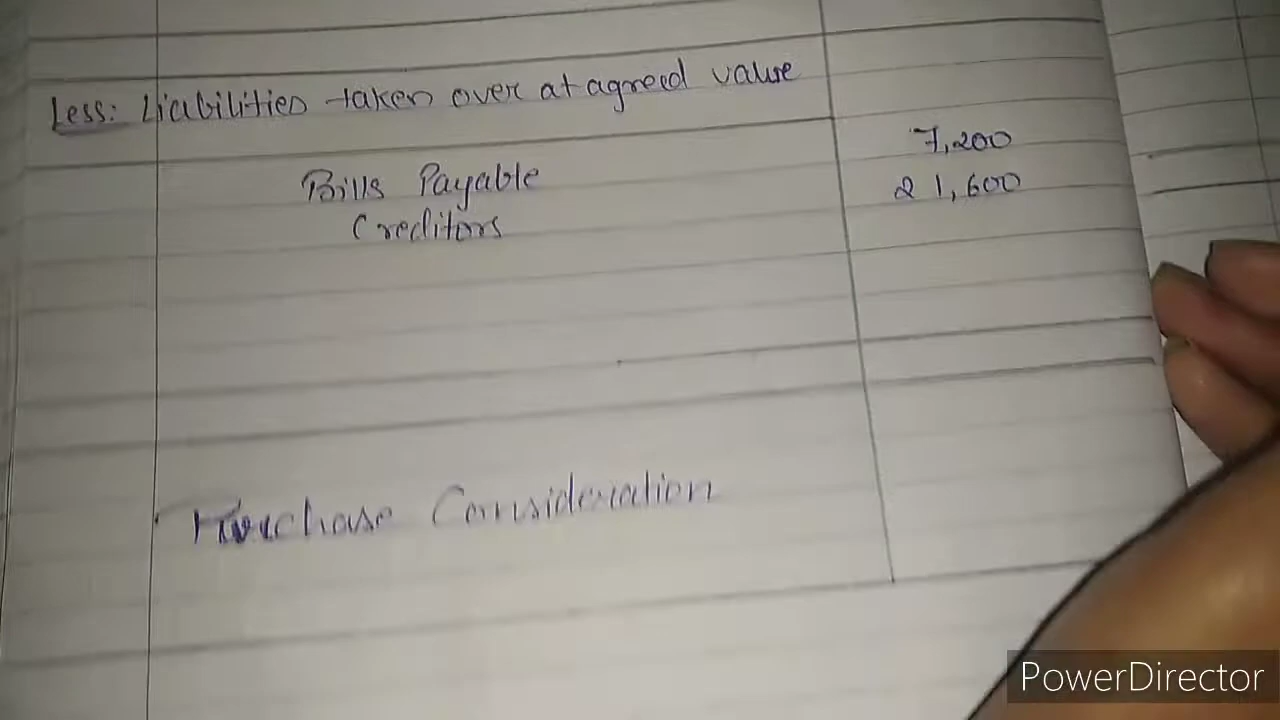 Less: Liabilities taken over at agreed value
7,200
Bills Payable
21,600
Creditors
Purchase Consideration
PowerDirector